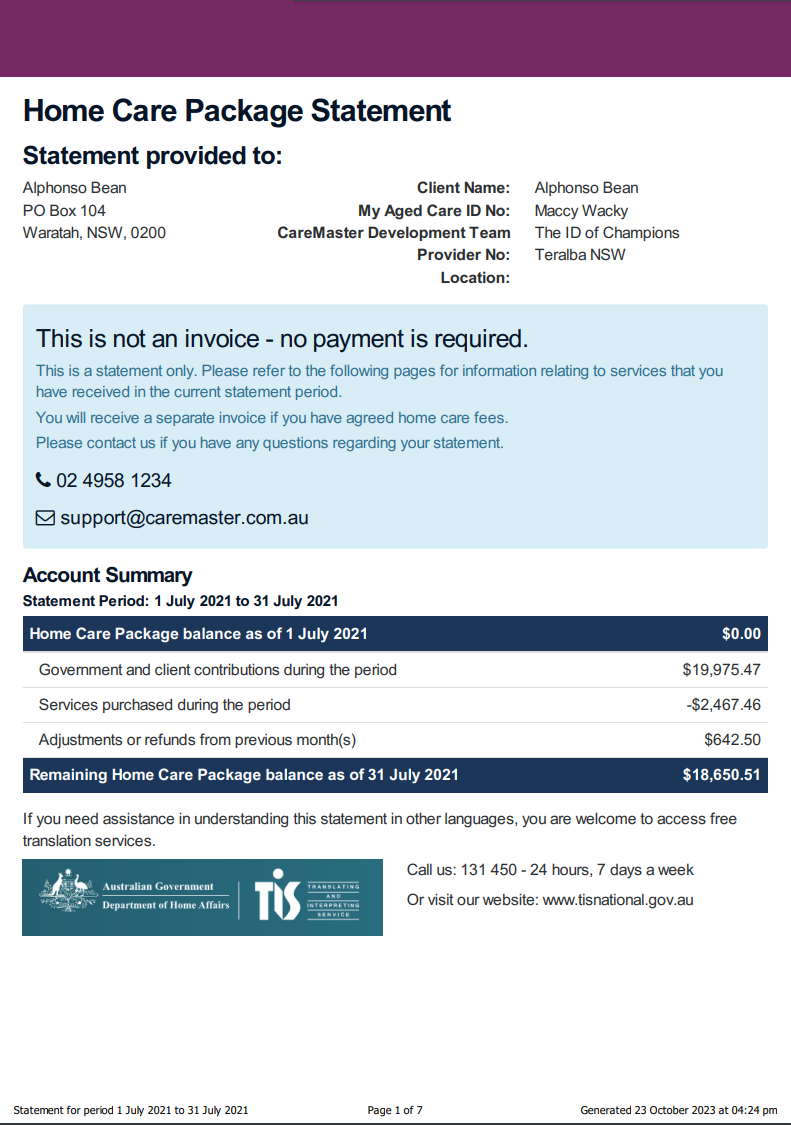 Home Care Package Statement
Statement provided to:
Alphonso Bean
PO Box 104
Waratah, NSW, 0200
Client Name: Alphonso Bean
My Aged Care ID No: Maccy Wacky
CareMaster Development Team The ID of Champions
Provider No: Teralba NSW
Location:
This is not an invoice - no payment is required.
This is a statement only. Please refer to the following pages for information relating to services that you
have received in the current statement period.
You will receive a separate invoice if you have agreed home care fees.
Please contact us if you have any questions regarding your statement.
02 4958 1234
support@caremaster.com.au
Account Summary
Statement Period: 1 July 2021 to 31 July 2021
Home Care Package balance as of 1 July 2021 $0.00
Government and client contributions during the period $19,975.47
Services purchased during the period -$2,467.46
Adjustments or refunds from previous month(s) $642.50
Remaining Home Care Package balance as of 31 July 2021 $18,650.51
If you need assistance in understanding this statement in other languages, you are welcome to access free
translation services.
Australian Government
Department of Home Affairs
TIS
TRANSLATING
AND
INTERPRETING
SERVICE
Call us: 131 450 - 24 hours, 7 days a week
Or visit our website: www.tisnational.gov.au
Statement for period 1 July 2021 to 31 July 2021 Page 1 of 7 Generated 23 October 2023 at 04:24 pm